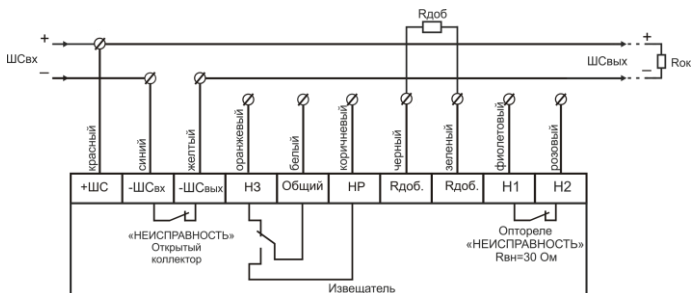 Rдоб
+
ШСвх
–
+
ШСвых
–
Rок
красный
синий
желтый
оранжевый
белый
коричневый
черный
зеленый
фиолетовый
розовый
+ШС
-ШСвх
-ШСвых
НЗ
Общий
НР
Rдоб.
Rдоб.
Н1
Н2
«НЕИСПРАВНОСТЬ»
Открытый
коллектор
Оптореле
«НЕИСПРАВНОСТЬ»
Rвн=30 Ом
Извещатель